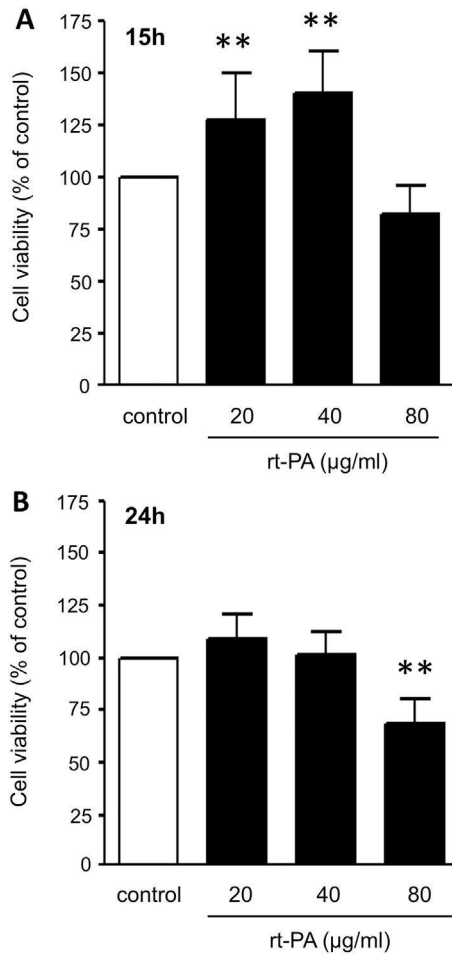 A
15h
Cell viability (% of control)
175
150
125
100
75
50
25
0
** **
control 20 40 80
rt-PA (µg/ml)
B
24h
Cell viability (% of control)
175
150
125
100
75
50
25
0
**
control 20 40 80
rt-PA (µg/ml)